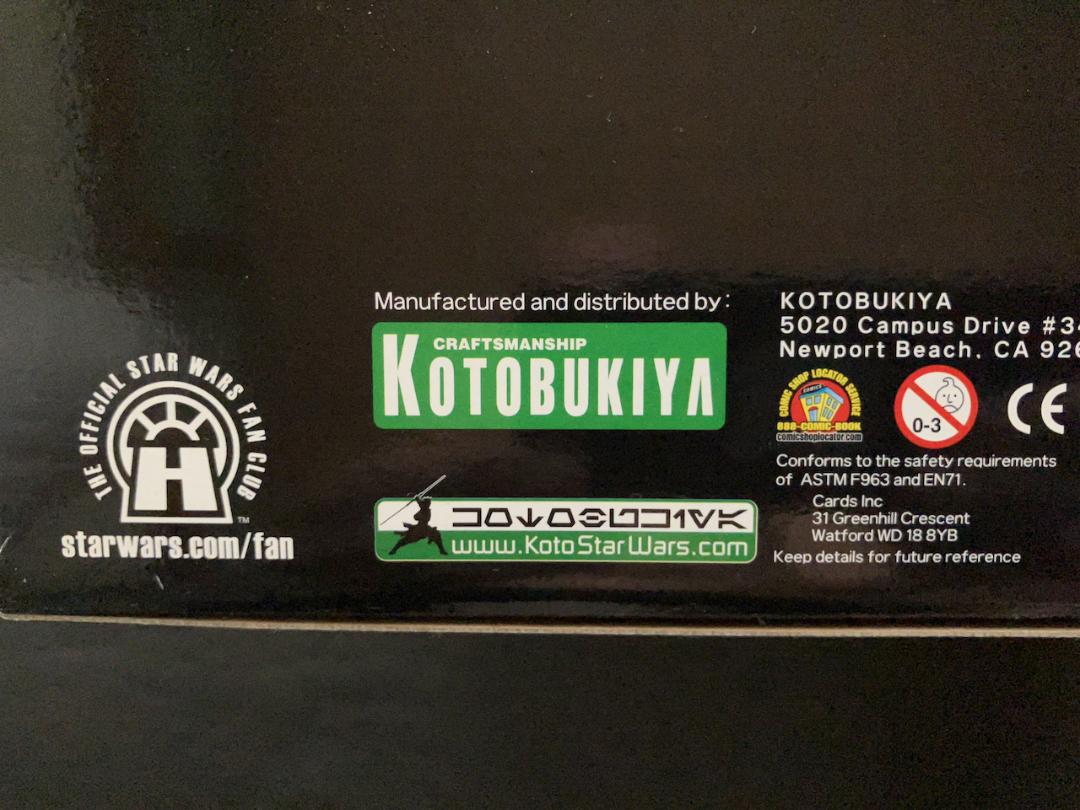 THE OFFICIAL STAR WARS FAN CLUB
H
TM
starwars.com/fan
Manufactured and distributed by:
CRAFTSMANSHIP
KOTOBUKIYA
www.KotoStarWars.com
KOTOBUKIYA
5020 Campus Drive #34
Newport Beach, CA 926
COMIC SHOP LOCATOR SERVICE
COMICS
888-COMIC-BOOK
comicshoplocator.com
0-3
CE
Conforms to the safety requirements
of ASTM F963 and EN71.
Cards Inc
31 Greenhill Crescent
Watford WD 18 8YB
Keep details for future reference